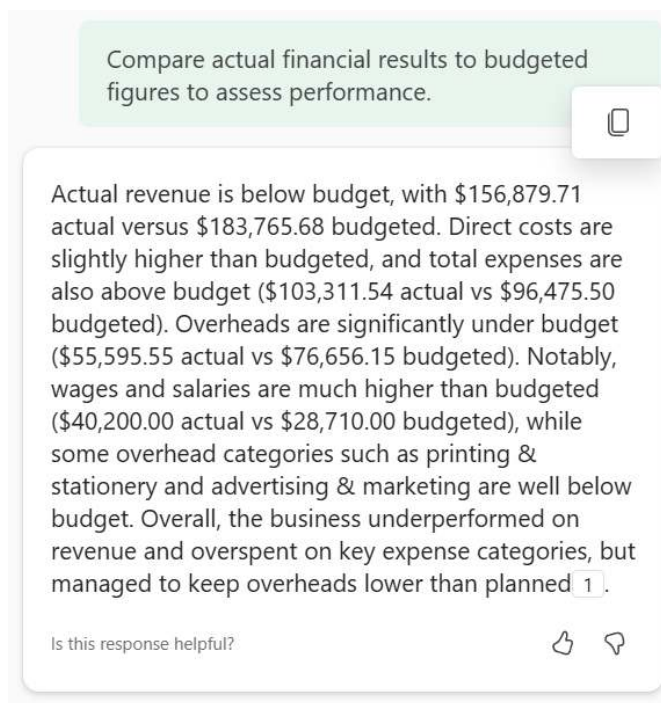 Compare actual financial results to budgeted
figures to assess performance.
Actual revenue is below budget, with $156,879.71
actual versus $183,765.68 budgeted. Direct costs are
slightly higher than budgeted, and total expenses are
also above budget ($103,311.54 actual vs $96,475.50
budgeted). Overheads are significantly under budget
($55,595.55 actual vs $76,656.15 budgeted). Notably,
wages and salaries are much higher than budgeted
($40,200.00 actual vs $28,710.00 budgeted), while
some overhead categories such as printing &
stationery and advertising & marketing are well below
budget. Overall, the business underperformed on
revenue and overspent on key expense categories, but
managed to keep overheads lower than planned 1 .
Is this response helpful?